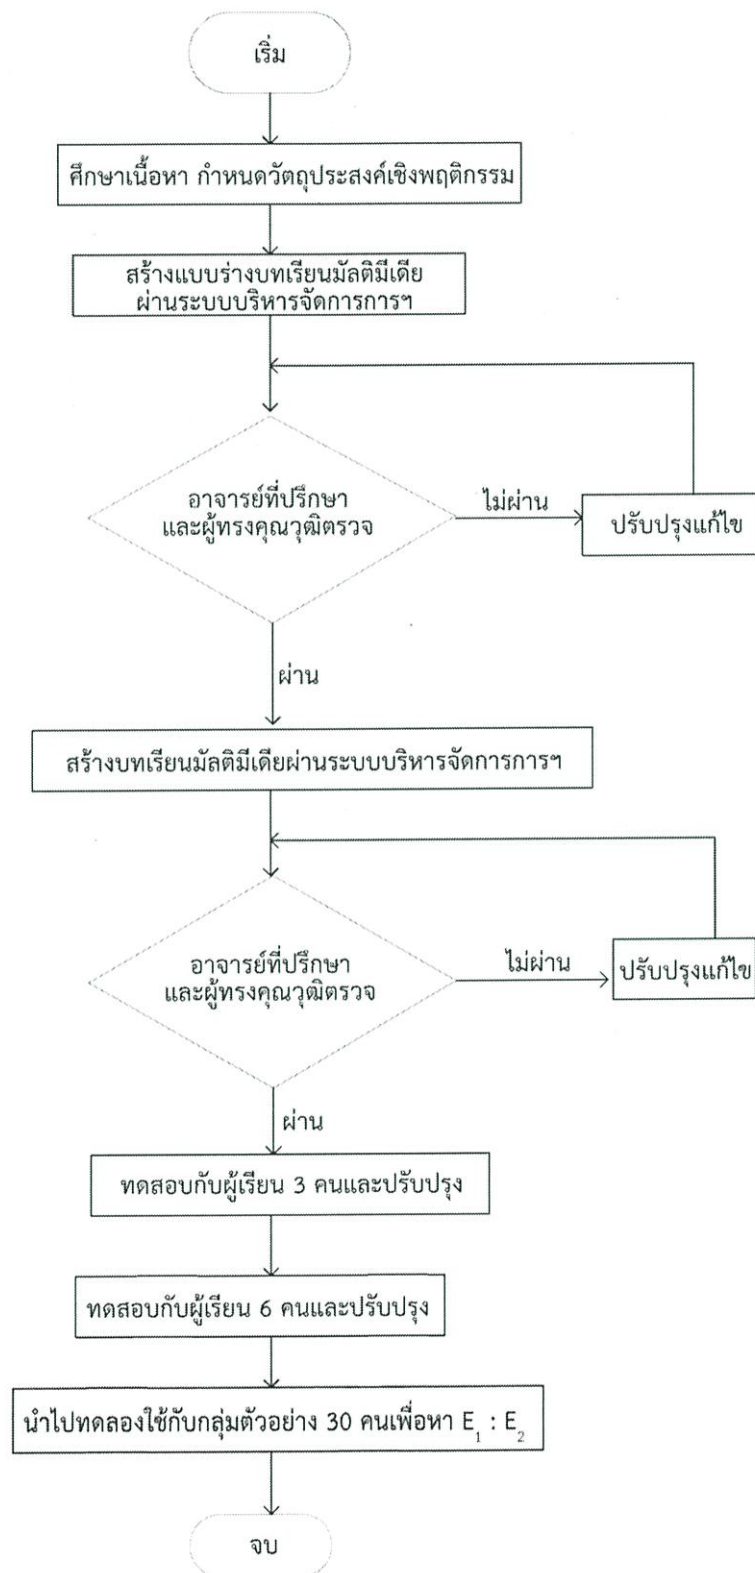 เริ่ม
ศึกษาเนื้อหา กำหนดวัตถุประสงค์เชิงพฤติกรรม
สร้างแบบร่างบทเรียนมัลติมีเดีย
ผ่านระบบบริหารจัดการการฯ
อาจารย์ที่ปรึกษา
และผู้ทรงคุณวุฒิตรวจ
ไม่ผ่าน
ปรับปรุงแก้ไข
ผ่าน
สร้างบทเรียนมัลติมีเดียผ่านระบบบริหารจัดการการฯ
อาจารย์ที่ปรึกษา
และผู้ทรงคุณวุฒิตรวจ
ไม่ผ่าน
ปรับปรุงแก้ไข
ผ่าน
ทดสอบกับผู้เรียน 3 คนและปรับปรุง
ทดสอบกับผู้เรียน 6 คนและปรับปรุง
นำไปทดลองใช้กับกลุ่มตัวอย่าง 30 คนเพื่อหา E₁ : E₂
จบ